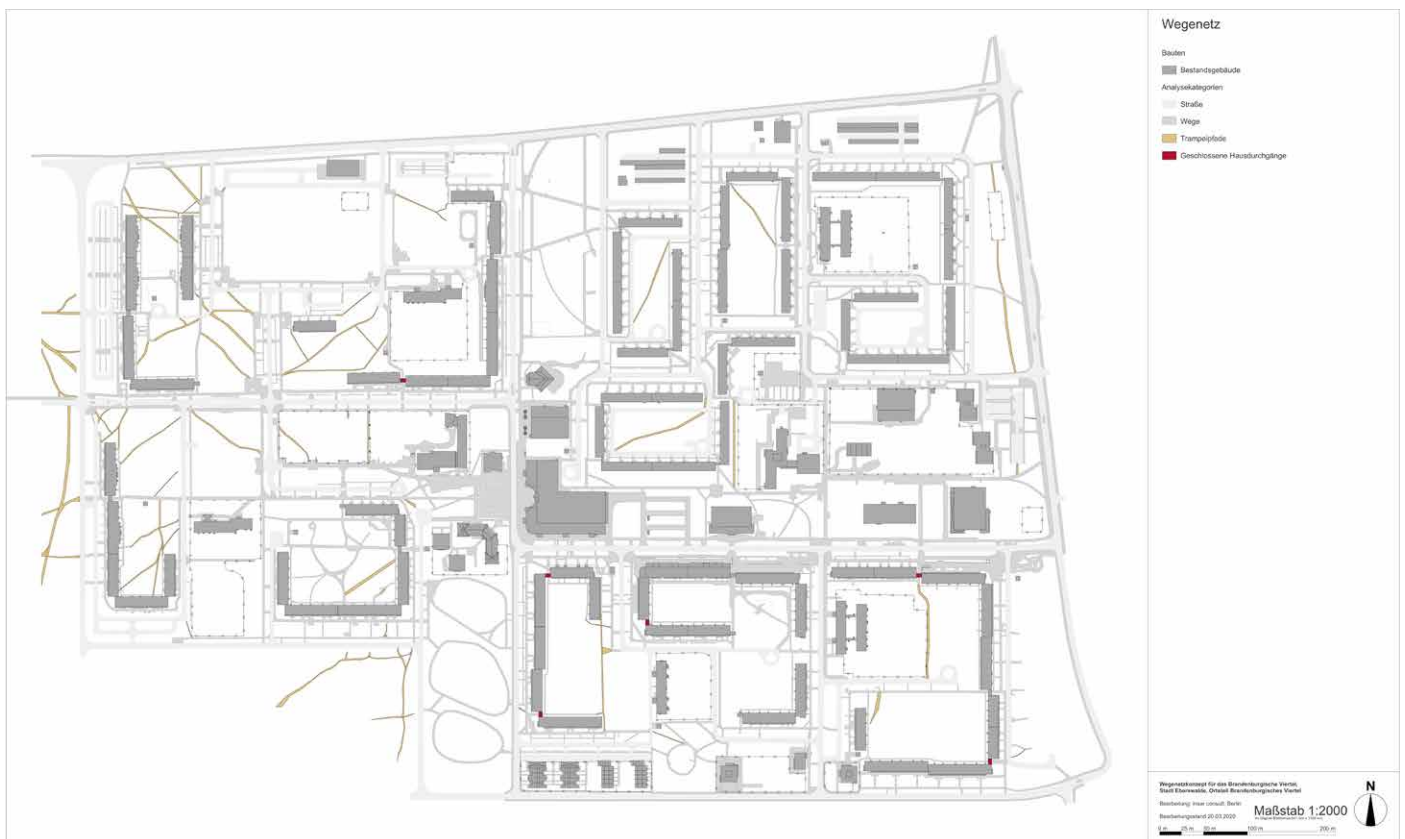 Wegenetz
Bauten
Bestandsgebäude
Analysekategorien
Straße
Wege
Trampelpfade
Geschlossene Hausdurchgänge
Wegenetzkonzept für das Brandenburgische Viertel,
Stadt Eberswalde, Ortsteil Brandenburgisches Viertel
Bearbeitung: inser consult, Berlin
Bearbeitungsstand 20.03.2020
Maßstab 1:2000
N
0 m 25 m 50 m 100 m 200 m